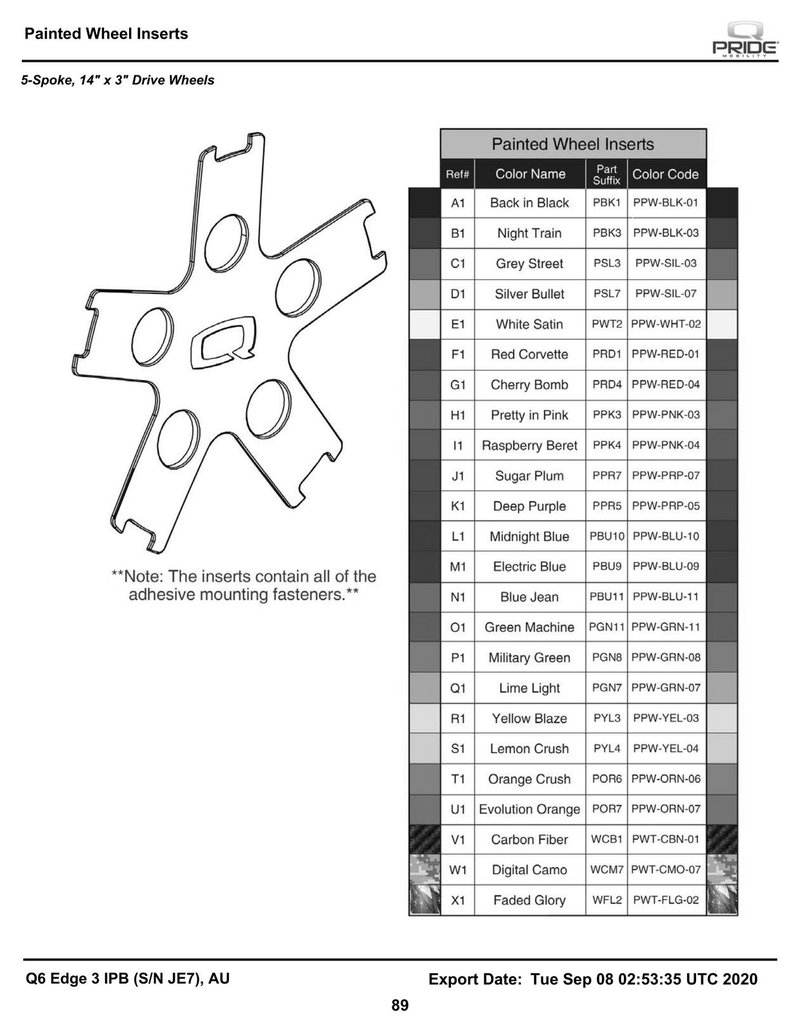 Painted Wheel Inserts
Q
PRIDE
MOBILITY
5-Spoke, 14" x 3" Drive Wheels
Painted Wheel Inserts
Ref# Color Name Part Suffix Color Code
A1 Back in Black PBK1 PPW-BLK-01
B1 Night Train PBK3 PPW-BLK-03
C1 Grey Street PSL3 PPW-SIL-03
D1 Silver Bullet PSL7 PPW-SIL-07
E1 White Satin PWT2 PPW-WHT-02
F1 Red Corvette PRD1 PPW-RED-01
G1 Cherry Bomb PRD4 PPW-RED-04
H1 Pretty in Pink PPK3 PPW-PNK-03
I1 Raspberry Beret PPK4 PPW-PNK-04
J1 Sugar Plum PPR7 PPW-PRP-07
K1 Deep Purple PPR5 PPW-PRP-05
L1 Midnight Blue PBU10 PPW-BLU-10
M1 Electric Blue PBU9 PPW-BLU-09
N1 Blue Jean PBU11 PPW-BLU-11
O1 Green Machine PGN11 PPW-GRN-11
P1 Military Green PGN8 PPW-GRN-08
Q1 Lime Light PGN7 PPW-GRN-07
R1 Yellow Blaze PYL3 PPW-YEL-03
S1 Lemon Crush PYL4 PPW-YEL-04
T1 Orange Crush POR6 PPW-ORN-06
U1 Evolution Orange POR7 PPW-ORN-07
V1 Carbon Fiber WCB1 PWT-CBN-01
W1 Digital Camo WCM7 PWT-CMO-07
X1 Faded Glory WFL2 PWT-FLG-02
**Note: The inserts contain all of the
adhesive mounting fasteners.**
Q6 Edge 3 IPB (S/N JE7), AU
Export Date: Tue Sep 08 02:53:35 UTC 2020
89